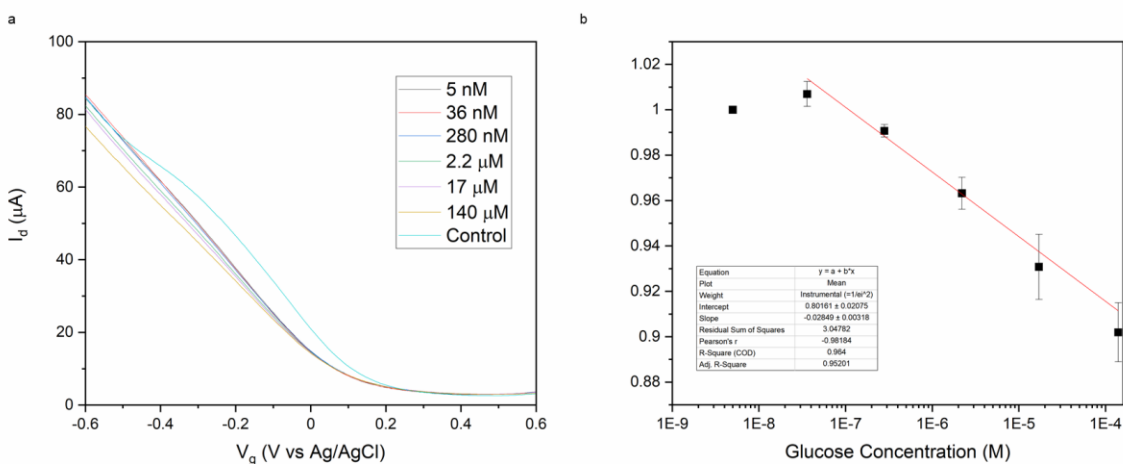 a
100
80
60
40
20
0
I_d (μA)
-0.6 -0.4 -0.2 0 0.2 0.4 0.6
V_g (V vs Ag/AgCl)
5 nM
36 nM
280 nM
2.2 μM
17 μM
140 μM
Control
b
1.02
1
0.98
0.96
0.94
0.92
0.9
0.88
Equation y = a + b*x
Plot Mean
Weight Instrumental (=1/ei^2)
Intercept 0.80161 ± 0.02075
Slope -0.02849 ± 0.00318
Residual Sum of Squares 3.04782
Pearson's r -0.98184
R-Square (COD) 0.964
Adj. R-Square 0.95201
1E-9 1E-8 1E-7 1E-6 1E-5 1E-4
Glucose Concentration (M)